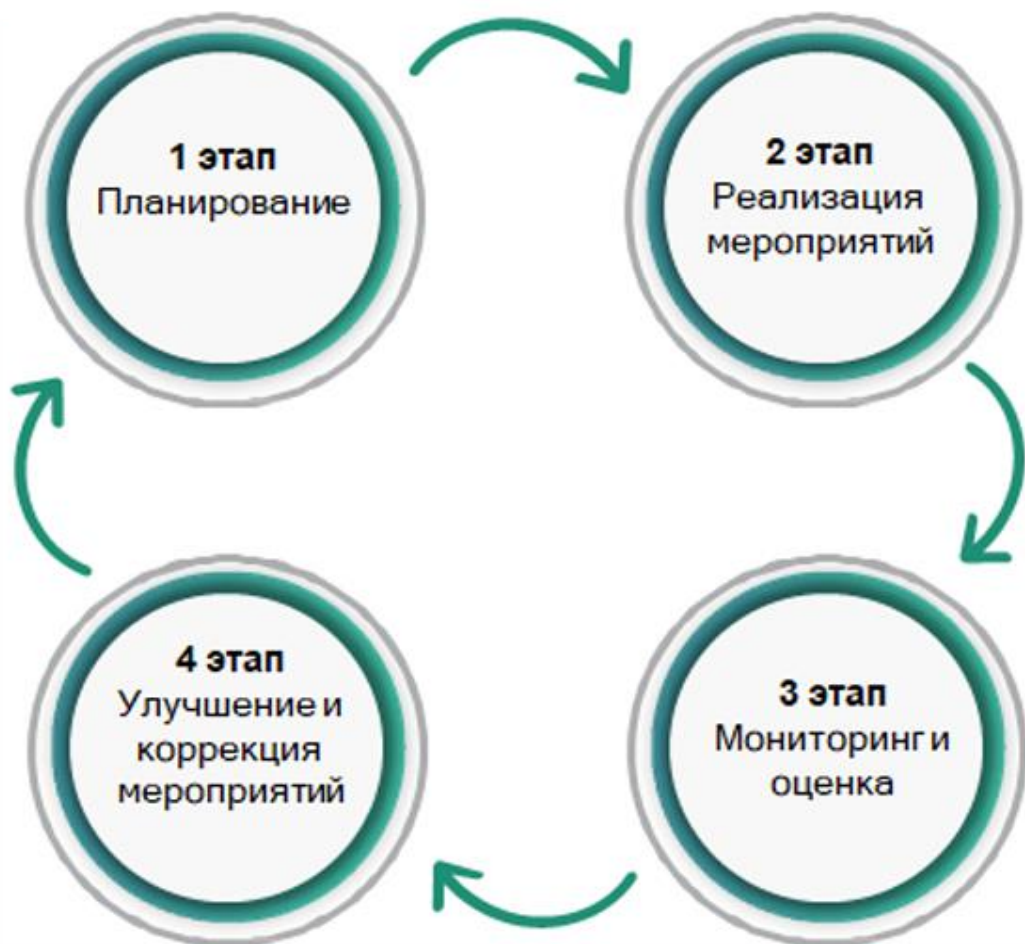 1 этап
Планирование
2 этап
Реализация
мероприятий
3 этап
Мониторинг и
оценка
4 этап
Улучшение и
коррекция
мероприятий